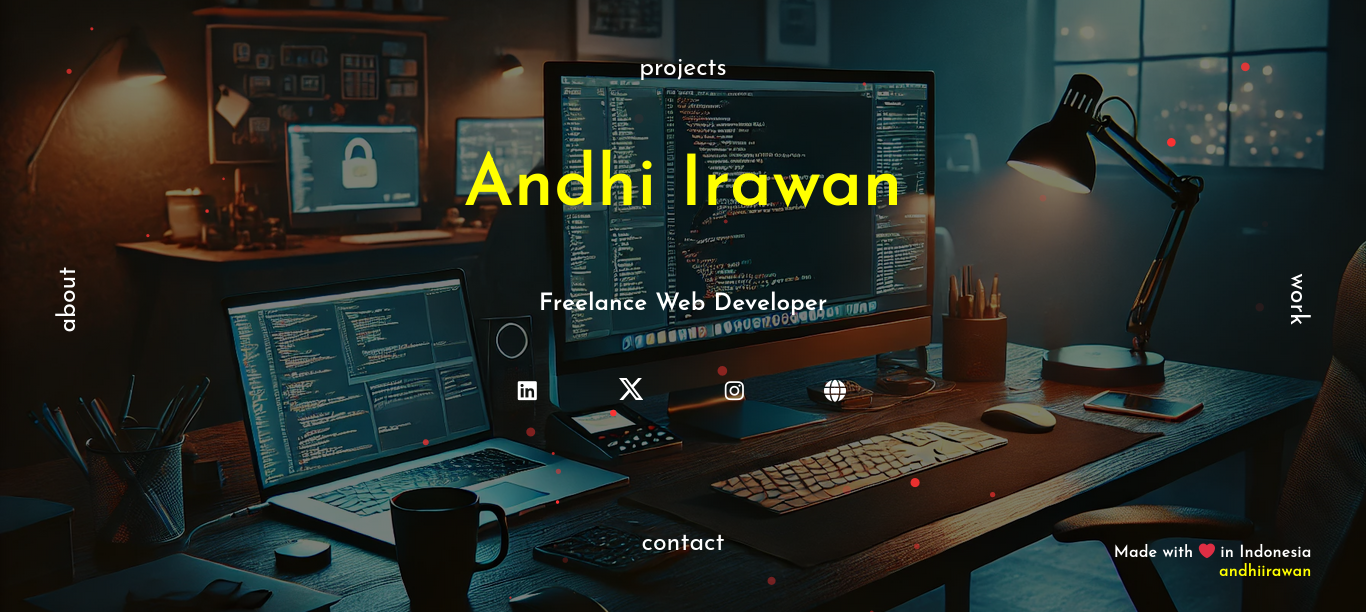 projects
Andhi Irawan
about
work
Freelance Web Developer
contact
Made with ❤ in Indonesia
andhiirawan